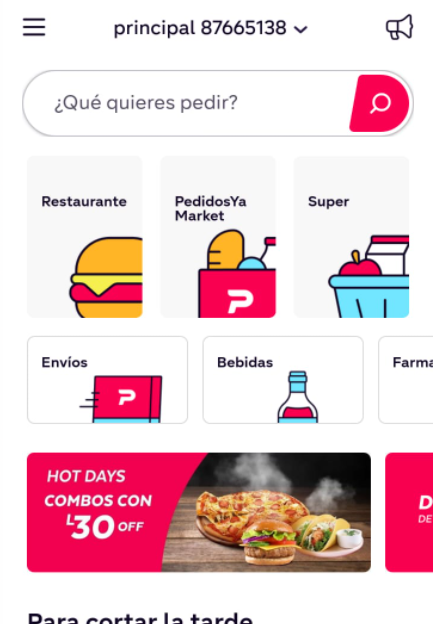 principal 87665138
¿Qué quieres pedir?
Restaurante
PedidosYa
Market
Super
P
Envíos
P
Bebidas
Farma
HOT DAYS
COMBOS CON
L30 OFF
D
DE
Para cortar la tarde